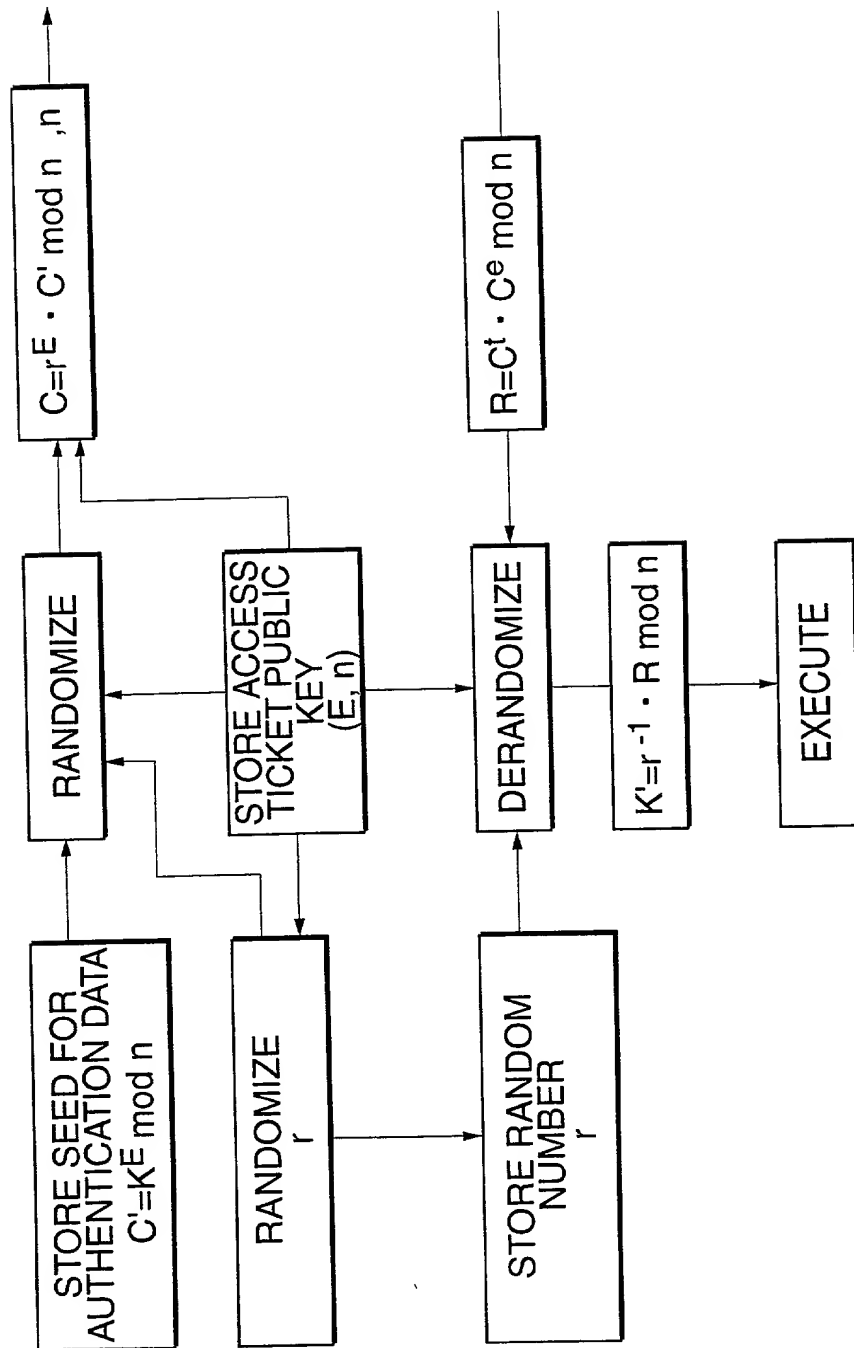 STORE SEED FOR
AUTHENTICATION DATA
C'=K^E mod n
RANDOMIZE
C=r^E · C' mod n ,n
RANDOMIZE
r
STORE ACCESS
TICKET PUBLIC
KEY
(E, n)
STORE RANDOM
NUMBER
r
DERANDOMIZE
R=C^t · C^e mod n
K'=r^-1 · R mod n
EXECUTE